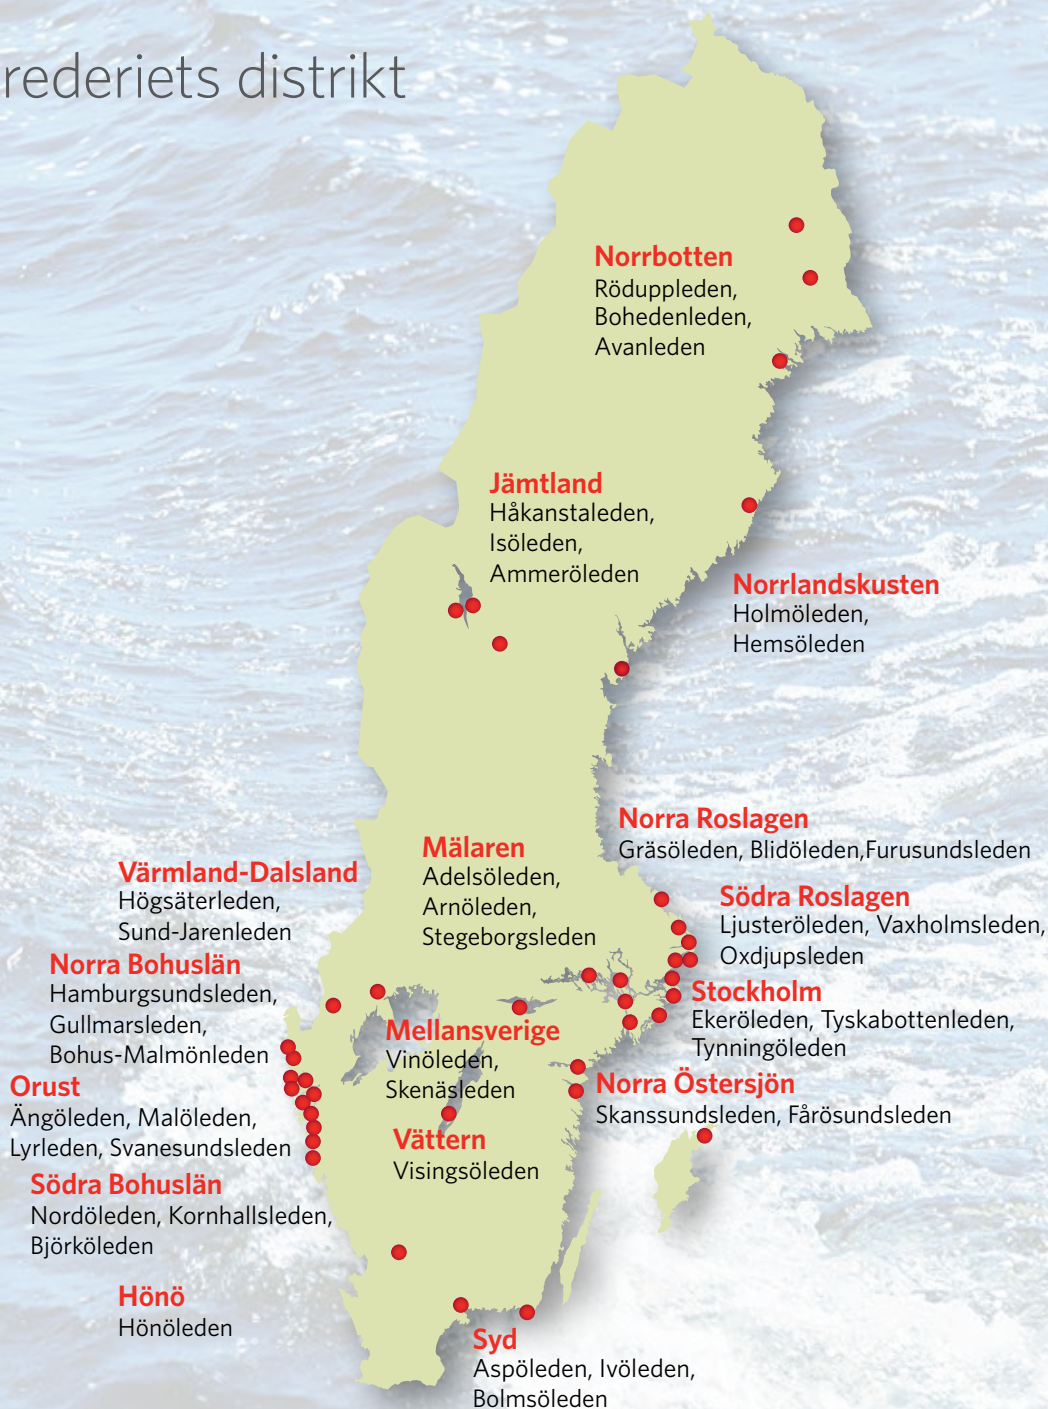 rederiets distrikt
Norrbotten
Röduppleden,
Bohedenleden,
Avanleden
Jämtland
Håkanstaleden,
Isöleden,
Ammeröleden
Norrlandskusten
Holmöleden,
Hemsöleden
Norra Roslagen
Gräsöleden, Blidöleden,Furusundsleden
Mälaren
Adelsöleden,
Arnöleden,
Stegeborgsleden
Värmland-Dalsland
Högsäterleden,
Sund-Jarenleden
Södra Roslagen
Ljusteröleden, Vaxholmsleden,
Oxdjupsleden
Norra Bohuslän
Hamburgsundsleden,
Gullmarsleden,
Bohus-Malmönleden
Stockholm
Ekeröleden, Tyskabottenleden,
Tynningöleden
Mellansverige
Vinöleden,
Skenäsleden
Orust
Ängöleden, Malöleden,
Lyrleden, Svanesundsleden
Norra Östersjön
Skanssundsleden, Fårösundsleden
Vättern
Visingsöleden
Södra Bohuslän
Nordöleden, Kornhallsleden,
Björköleden
Hönö
Hönöleden
Syd
Aspöleden, Ivöleden,
Bolmsöleden